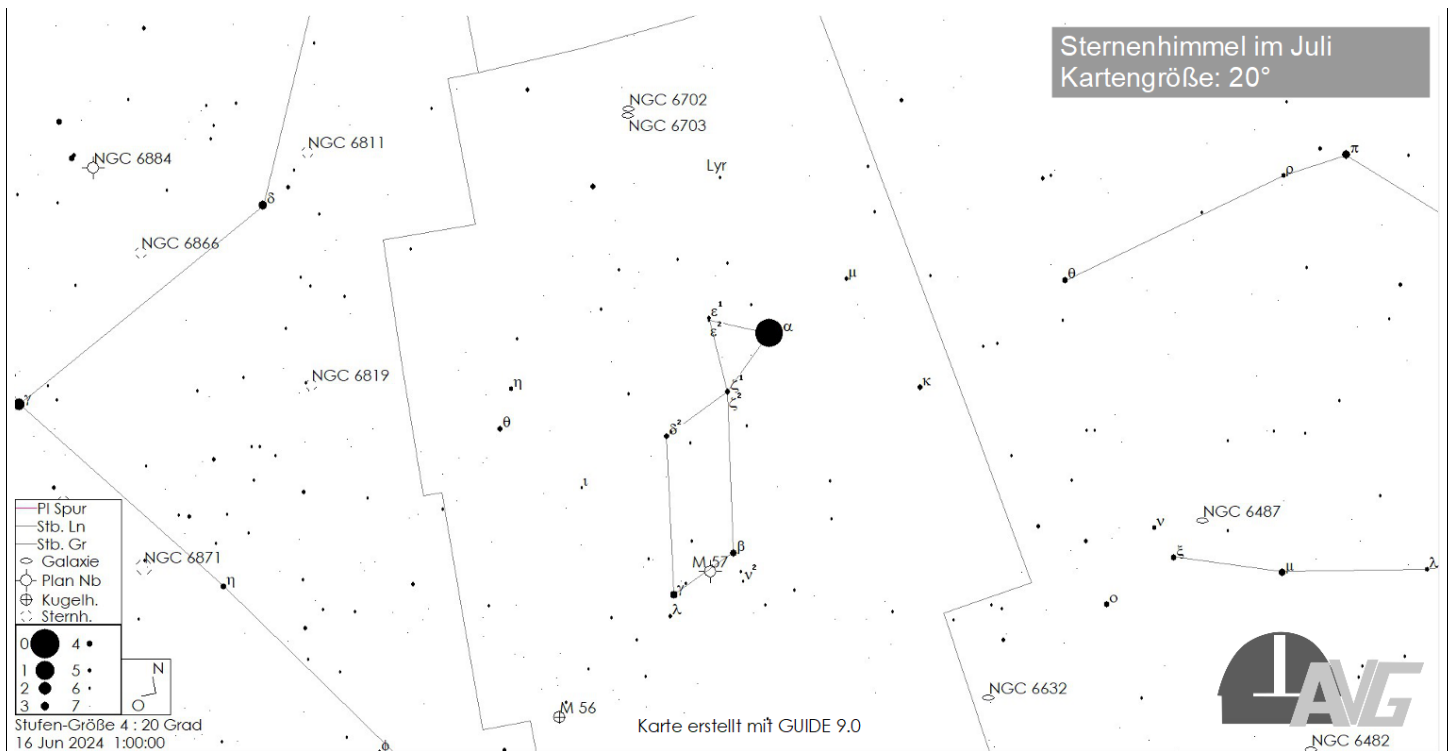 Sternenhimmel im Juli
Kartengröße: 20°
NGC 6702
NGC 6703
NGC 6811
NGC 6884
Lyr
π
ρ
δ
NGC 6866
μ
θ
ε¹
ε²
α
NGC 6819
η
ζ¹
ζ²
κ
γ
θ
δ²
ι
NGC 6487
ν
PI Spur
Stb. Ln
Stb. Gr
Galaxie
Plan Nb
Kugelh.
Sternh.
NGC 6871
η
M 57
β
ν²
ξ
μ
λ
γ
λ
ο
0 4
1 5
2 6
3 7
N
NGC 6632
M 56
AVG
Stufen-Größe 4 : 20 Grad
16 Jun 2024 1:00:00
Karte erstellt mit GUIDE 9.0
NGC 6482
φ